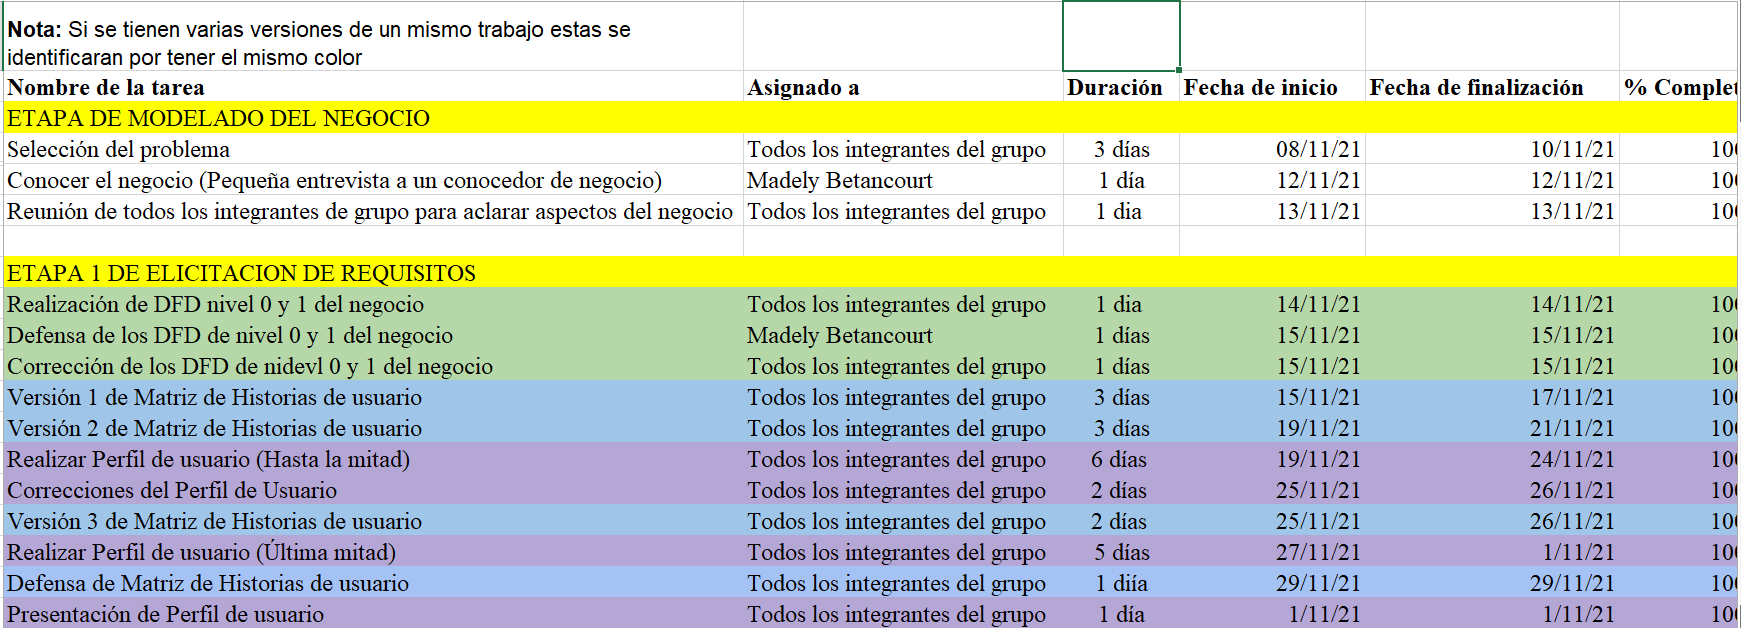 Nota: Si se tienen varias versiones de un mismo trabajo estas se
identificaran por tener el mismo color
Nombre de la tarea Asignado a Duración Fecha de inicio Fecha de finalización % Complet
ETAPA DE MODELADO DEL NEGOCIO
Selección del problema Todos los integrantes del grupo 3 días 08/11/21 10/11/21 100
Conocer el negocio (Pequeña entrevista a un conocedor de negocio) Madely Betancourt 1 día 12/11/21 12/11/21 100
Reunión de todos los integrantes de grupo para aclarar aspectos del negocio Todos los integrantes del grupo 1 dia 13/11/21 13/11/21 100
ETAPA 1 DE ELICITACION DE REQUISITOS
Realización de DFD nivel 0 y 1 del negocio Todos los integrantes del grupo 1 dia 14/11/21 14/11/21 100
Defensa de los DFD de nivel 0 y 1 del negocio Madely Betancourt 1 días 15/11/21 15/11/21 100
Corrección de los DFD de nidevl 0 y 1 del negocio Todos los integrantes del grupo 1 días 15/11/21 15/11/21 100
Versión 1 de Matriz de Historias de usuario Todos los integrantes del grupo 3 días 15/11/21 17/11/21 100
Versión 2 de Matriz de Historias de usuario Todos los integrantes del grupo 3 días 19/11/21 21/11/21 100
Realizar Perfil de usuario (Hasta la mitad) Todos los integrantes del grupo 6 días 19/11/21 24/11/21 100
Correcciones del Perfil de Usuario Todos los integrantes del grupo 2 días 25/11/21 26/11/21 100
Versión 3 de Matriz de Historias de usuario Todos los integrantes del grupo 2 días 25/11/21 26/11/21 100
Realizar Perfil de usuario (Última mitad) Todos los integrantes del grupo 5 días 27/11/21 1/11/21 100
Defensa de Matriz de Historias de usuario Todos los integrantes del grupo 1 diía 29/11/21 29/11/21 100
Presentación de Perfil de usuario Todos los integrantes del grupo 1 día 1/11/21 1/11/21 100